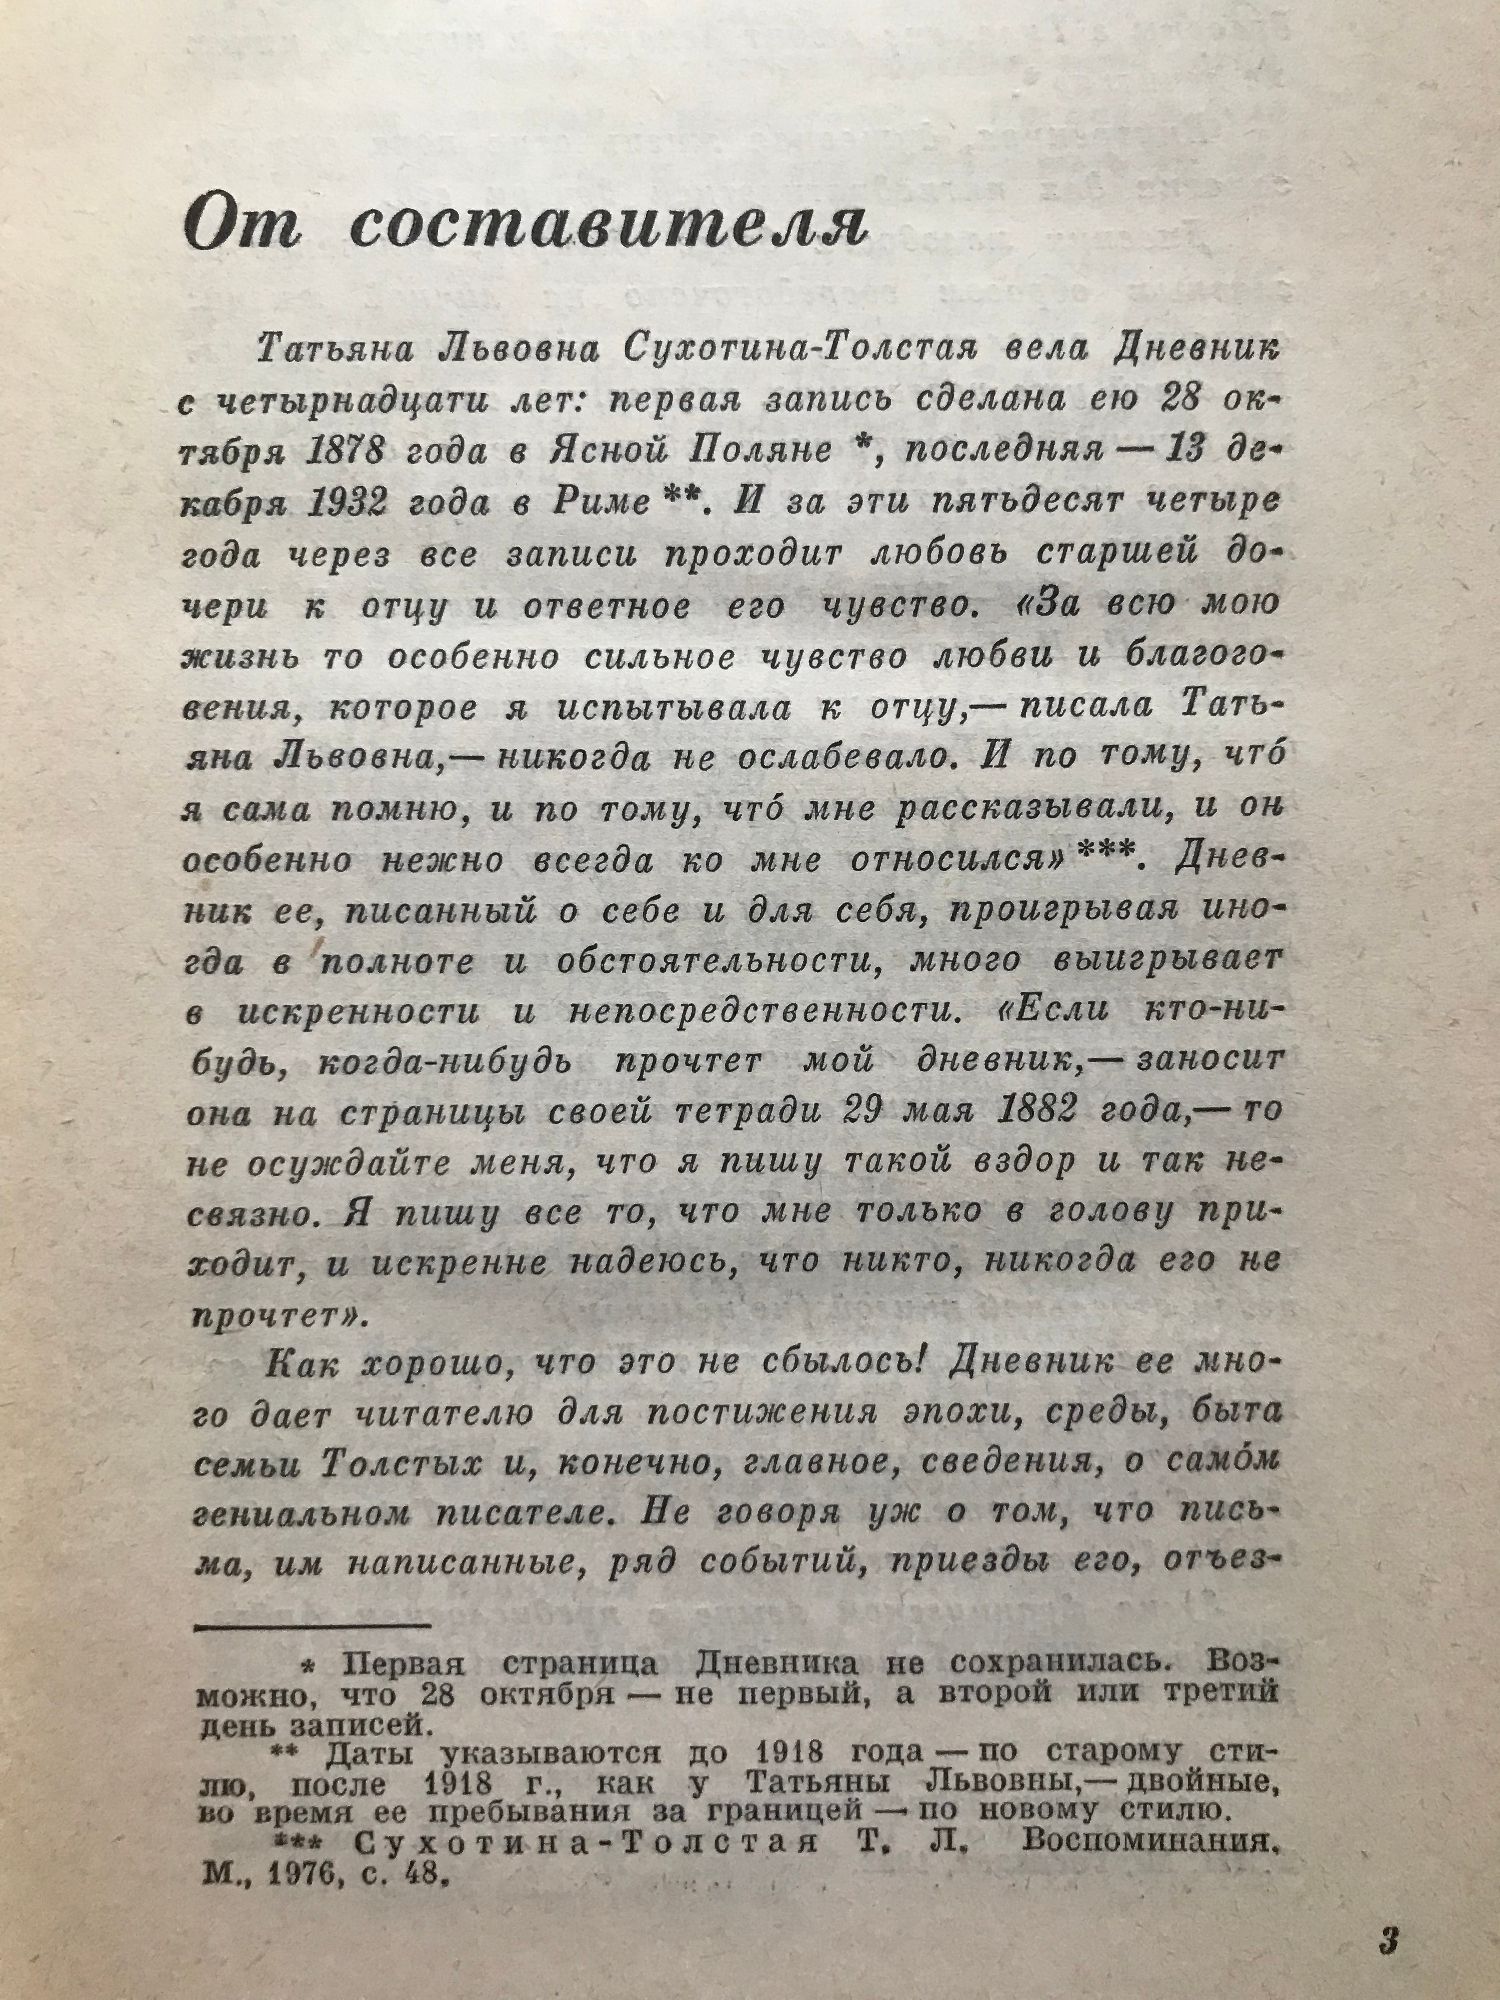 От составителя
Татьяна Львовна Сухотина-Толстая вела Дневник
с четырнадцати лет: первая запись сделана ею 28 ок-
тября 1878 года в Ясной Поляне *, последняя — 13 де-
кабря 1932 года в Риме **. И за эти пятьдесят четыре
года через все записи проходит любовь старшей до-
чери к отцу и ответное его чувство. «За всю мою
жизнь то особенно сильное чувство любви и благого-
вения, которое я испытывала к отцу,— писала Тать-
яна Львовна,— никогда не ослабевало. И по тому, что́
я сама помню, и по тому, что́ мне рассказывали, и он
особенно нежно всегда ко мне относился» ***. Днев-
ник ее, писанный о себе и для себя, проигрывая ино-
гда в полноте и обстоятельности, много выигрывает
в искренности и непосредственности. «Если кто-ни-
будь, когда-нибудь прочтет мой дневник,— заносит
она на страницы своей тетради 29 мая 1882 года,— то
не осуждайте меня, что я пишу такой вздор и так не-
связно. Я пишу все то, что мне только в голову при-
ходит, и искренне надеюсь, что никто, никогда его не
прочтет».
Как хорошо, что это не сбылось! Дневник ее мно-
го дает читателю для постижения эпохи, среды, быта
семьи Толстых и, конечно, главное, сведения, о само́м
гениальном писателе. Не говоря уж о том, что пись-
ма, им написанные, ряд событий, приезды его, отъез-
* Первая страница Дневника не сохранилась. Воз-
можно, что 28 октября — не первый, а второй или третий
день записей.
** Даты указываются до 1918 года — по старому сти-
лю, после 1918 г., как у Татьяны Львовны,— двойные,
во время ее пребывания за границей — по новому стилю.
*** Сухотина-Толстая Т. Л. Воспоминания.
М., 1976, с. 48.
3